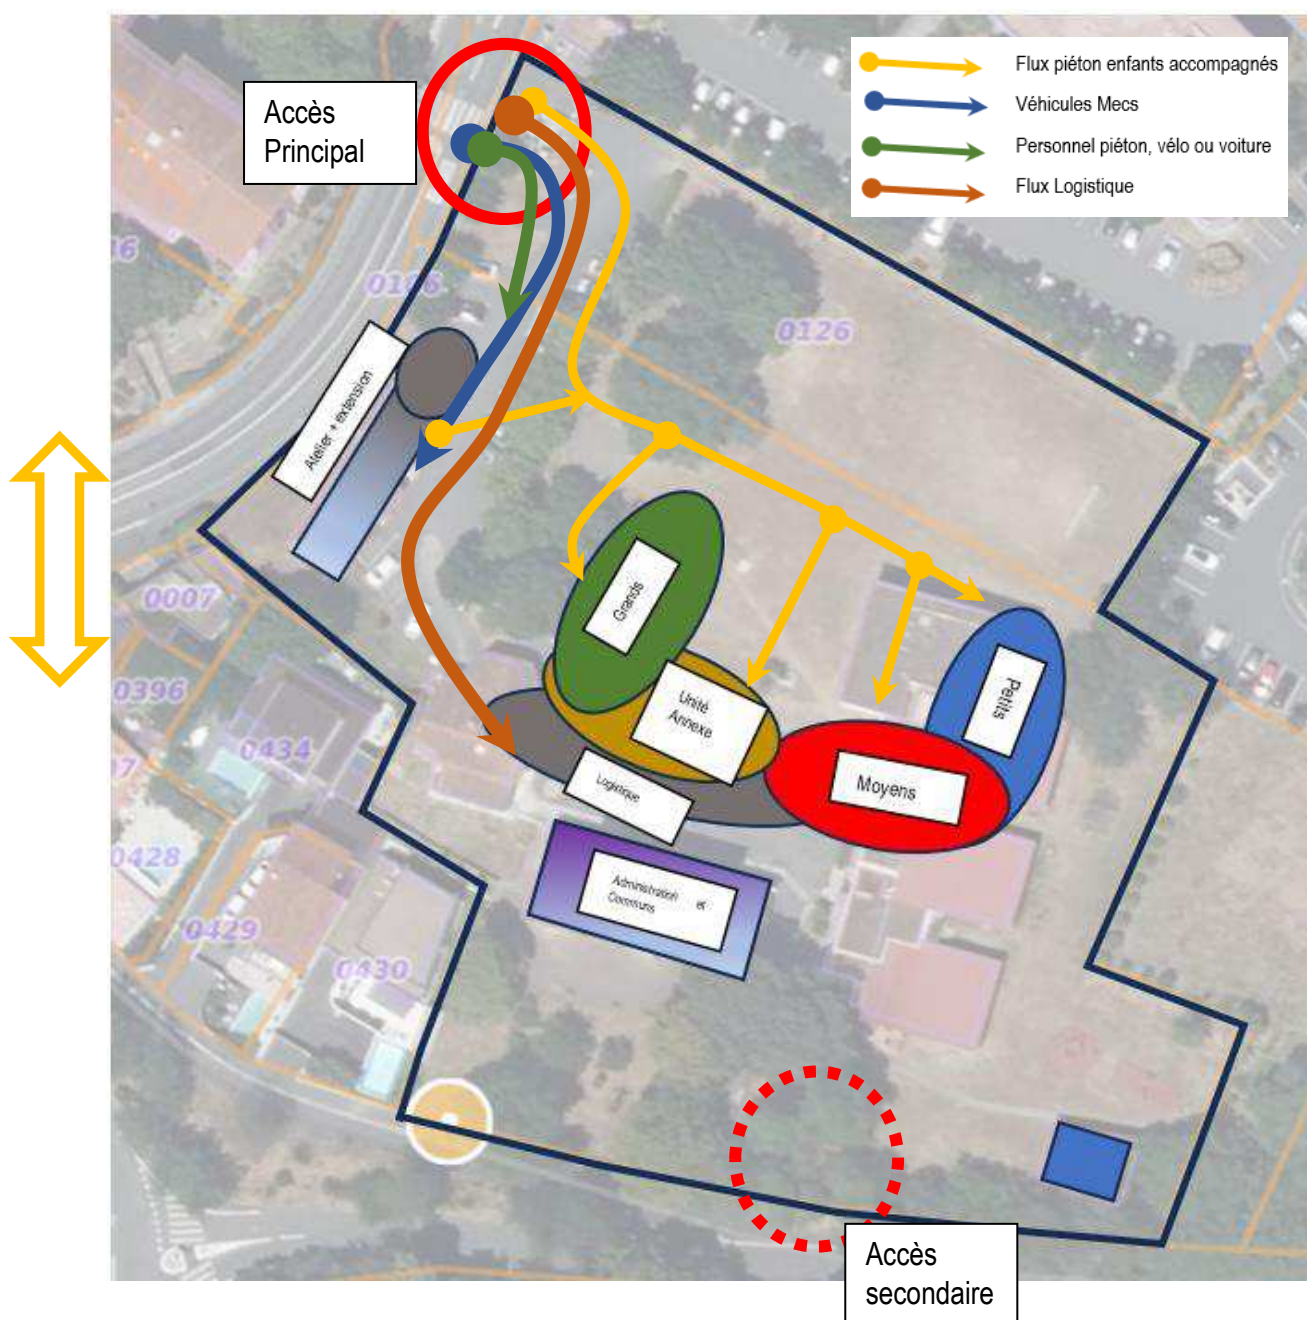 Flux piéton enfants accompagnés
Véhicules Mecs
Personnel piéton, vélo ou voiture
Flux Logistique
Accès
Principal
0126
Atelier + extension
Grands
Unité
Annexe
Petits
Moyens
Logistique
Administration et
Communs
0007
0396
0434
0428
0429
0430
Accès
secondaire